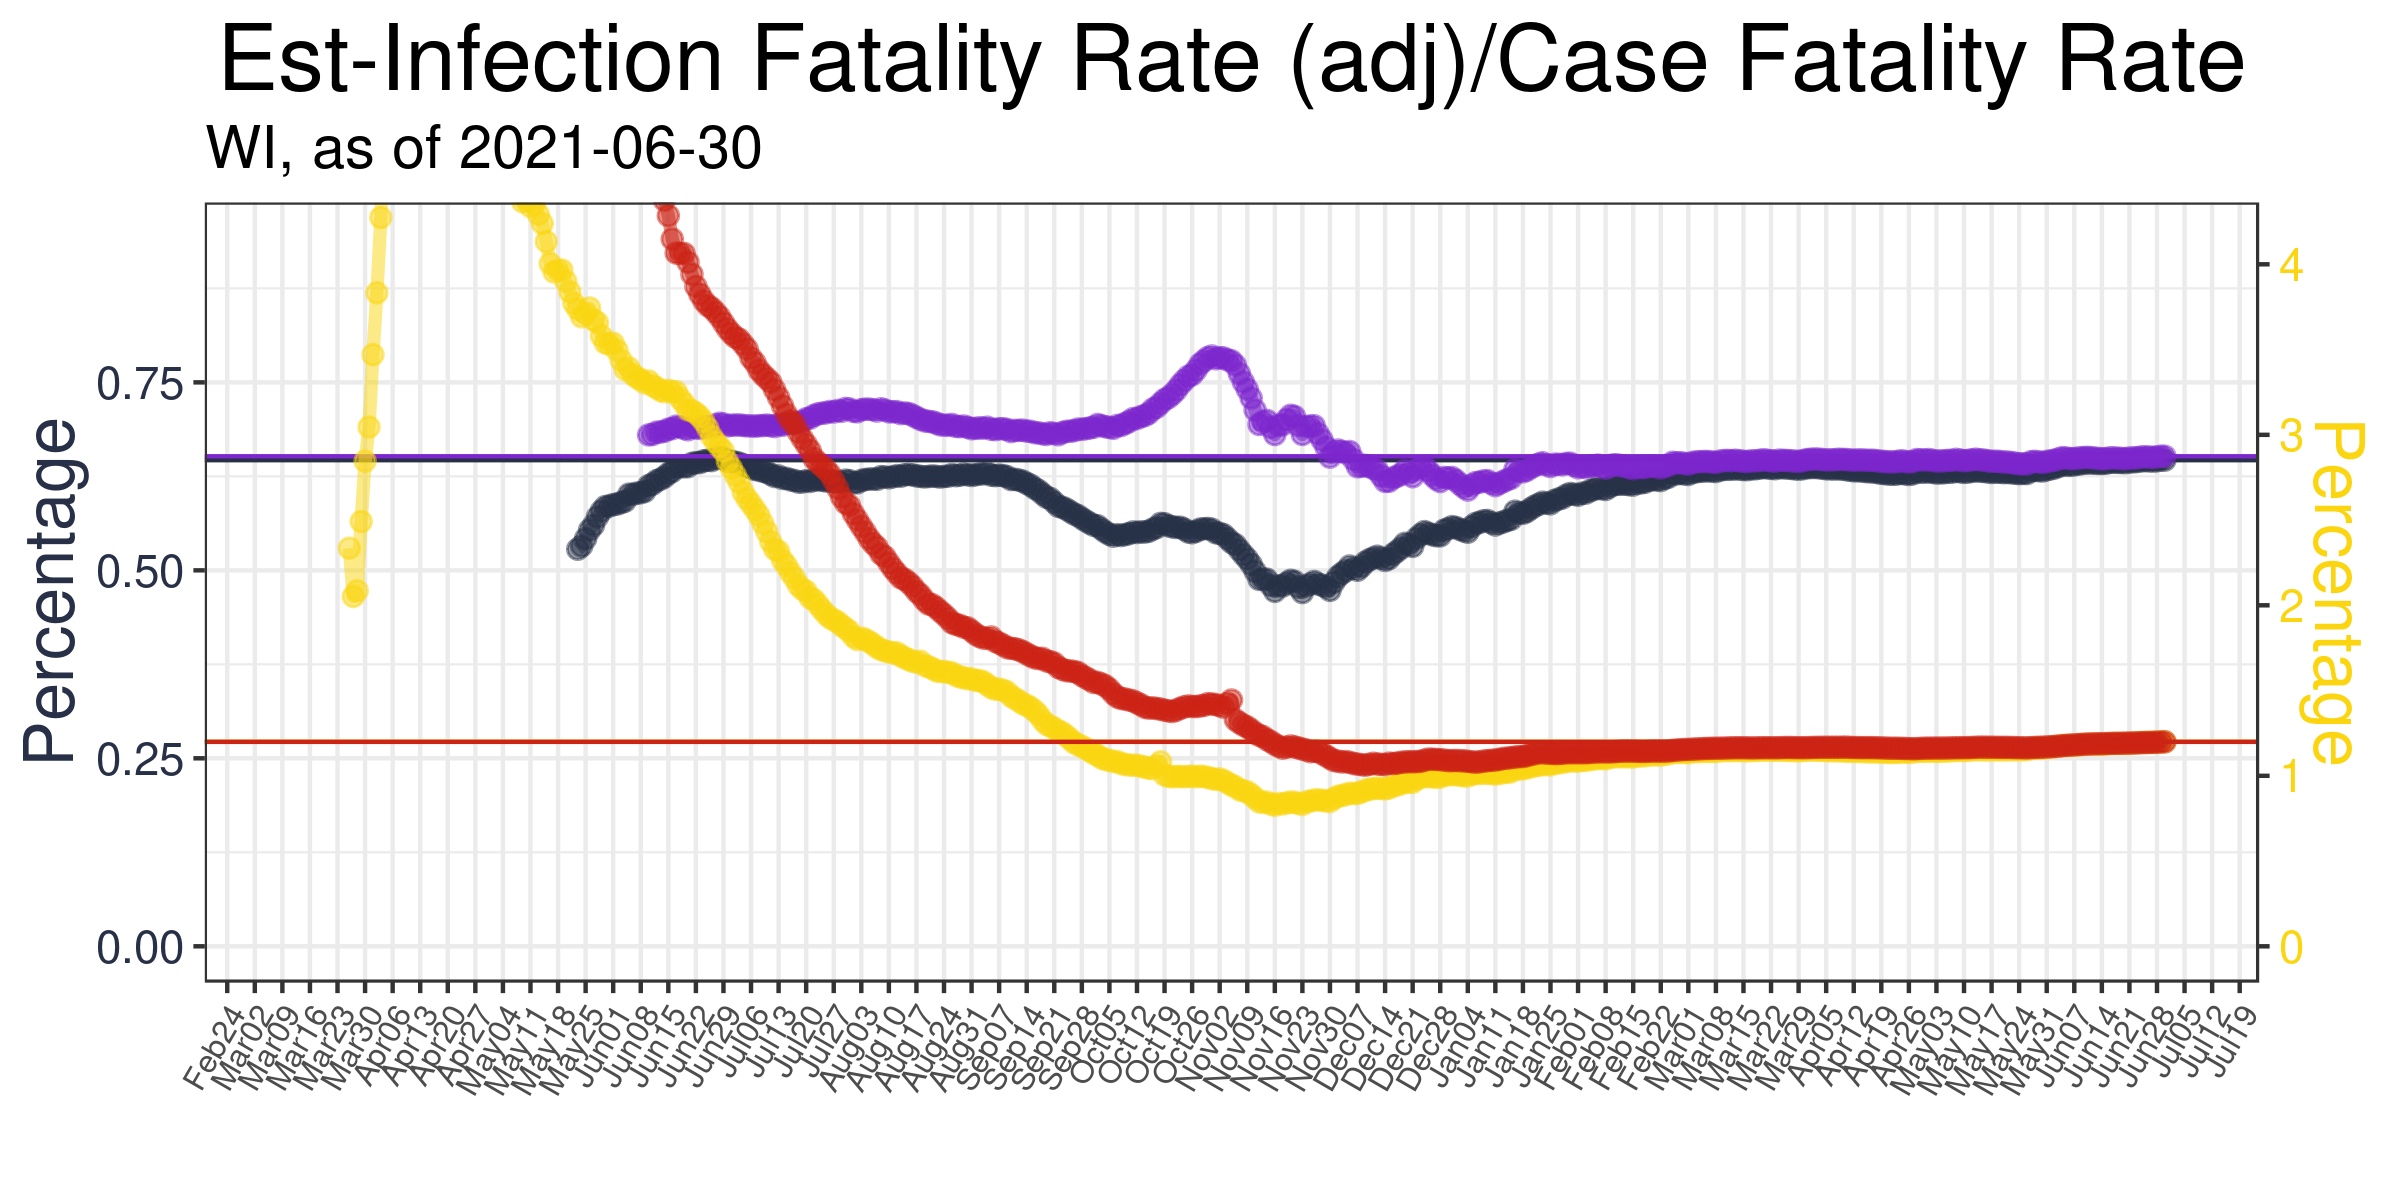 Est-Infection Fatality Rate (adj)/Case Fatality Rate
WI, as of 2021-06-30
Percentage
0.75
0.50
0.25
0.00
4
3
2
1
0
Percentage
Feb24
Mar02
Mar09
Mar16
Mar23
Mar30
Apr06
Apr13
Apr20
Apr27
May04
May11
May18
May25
Jun01
Jun08
Jun15
Jun22
Jun29
Jul06
Jul13
Jul20
Jul27
Aug03
Aug10
Aug17
Aug24
Aug31
Sep07
Sep14
Sep21
Sep28
Oct05
Oct12
Oct19
Oct26
Nov02
Nov09
Nov16
Nov23
Nov30
Dec07
Dec14
Dec21
Dec28
Jan04
Jan11
Jan18
Jan25
Feb01
Feb08
Feb15
Feb22
Mar01
Mar08
Mar15
Mar22
Mar29
Apr05
Apr12
Apr19
Apr26
May03
May10
May17
May24
May31
Jun07
Jun14
Jun21
Jun28
Jul05
Jul12
Jul19